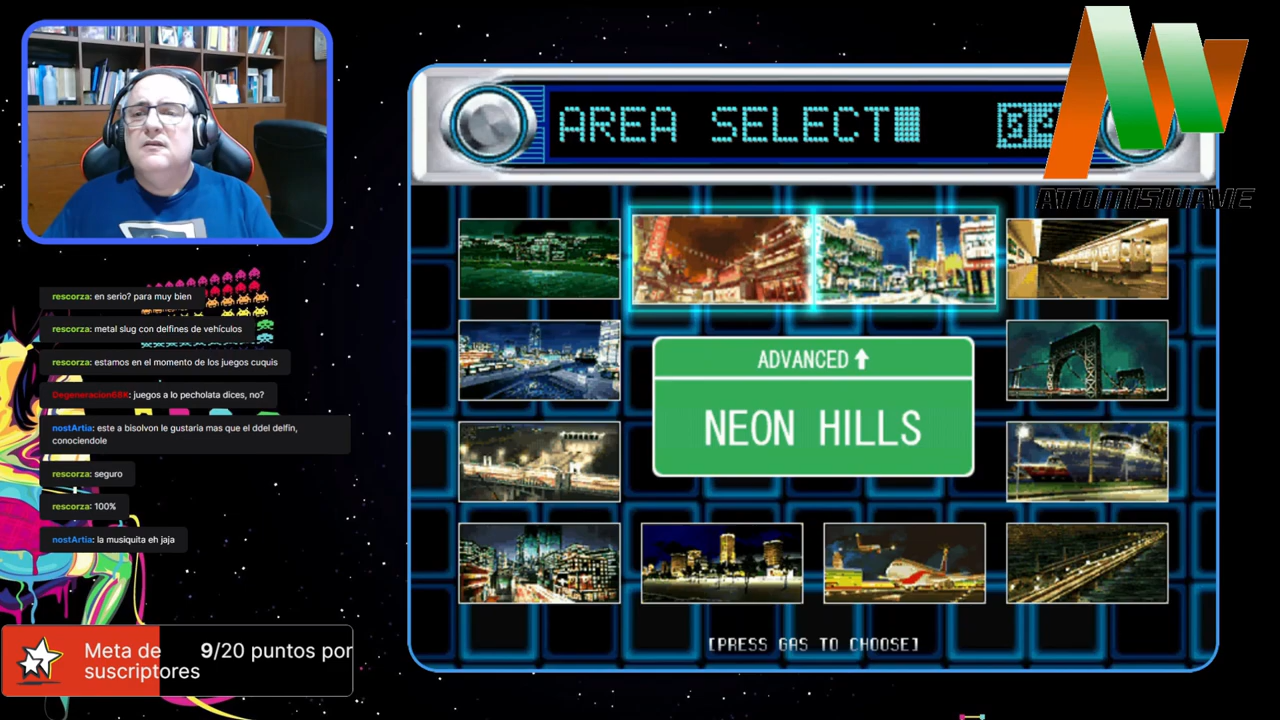 AREA SELECT
ATOMISWAVE
rescorza: en serio? para muy bien
rescorza: metal slug con delfines de vehículos
rescorza: estamos en el momento de los juegos cuquis
Degeneracion68K: juegos a lo pecholata dices, no?
nostArtia: este a bisolvon le gustaria mas que el ddel delfin,
conociendole
rescorza: seguro
rescorza: 100%
nostArtia: la musiquita eh jaja
ADVANCED ↑
NEON HILLS
[PRESS GAS TO CHOOSE]
Meta de
suscriptores
9/20 puntos por